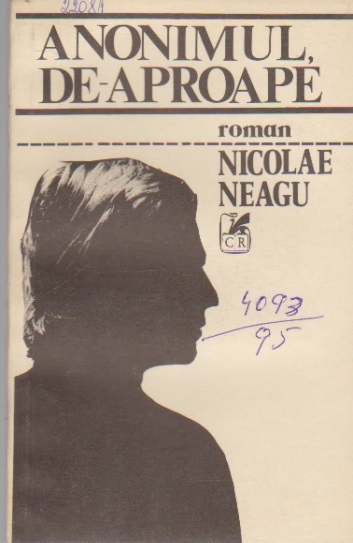 ANONIMUL,
DE-APROAPE
roman
NICOLAE
NEAGU
CR
4093
95